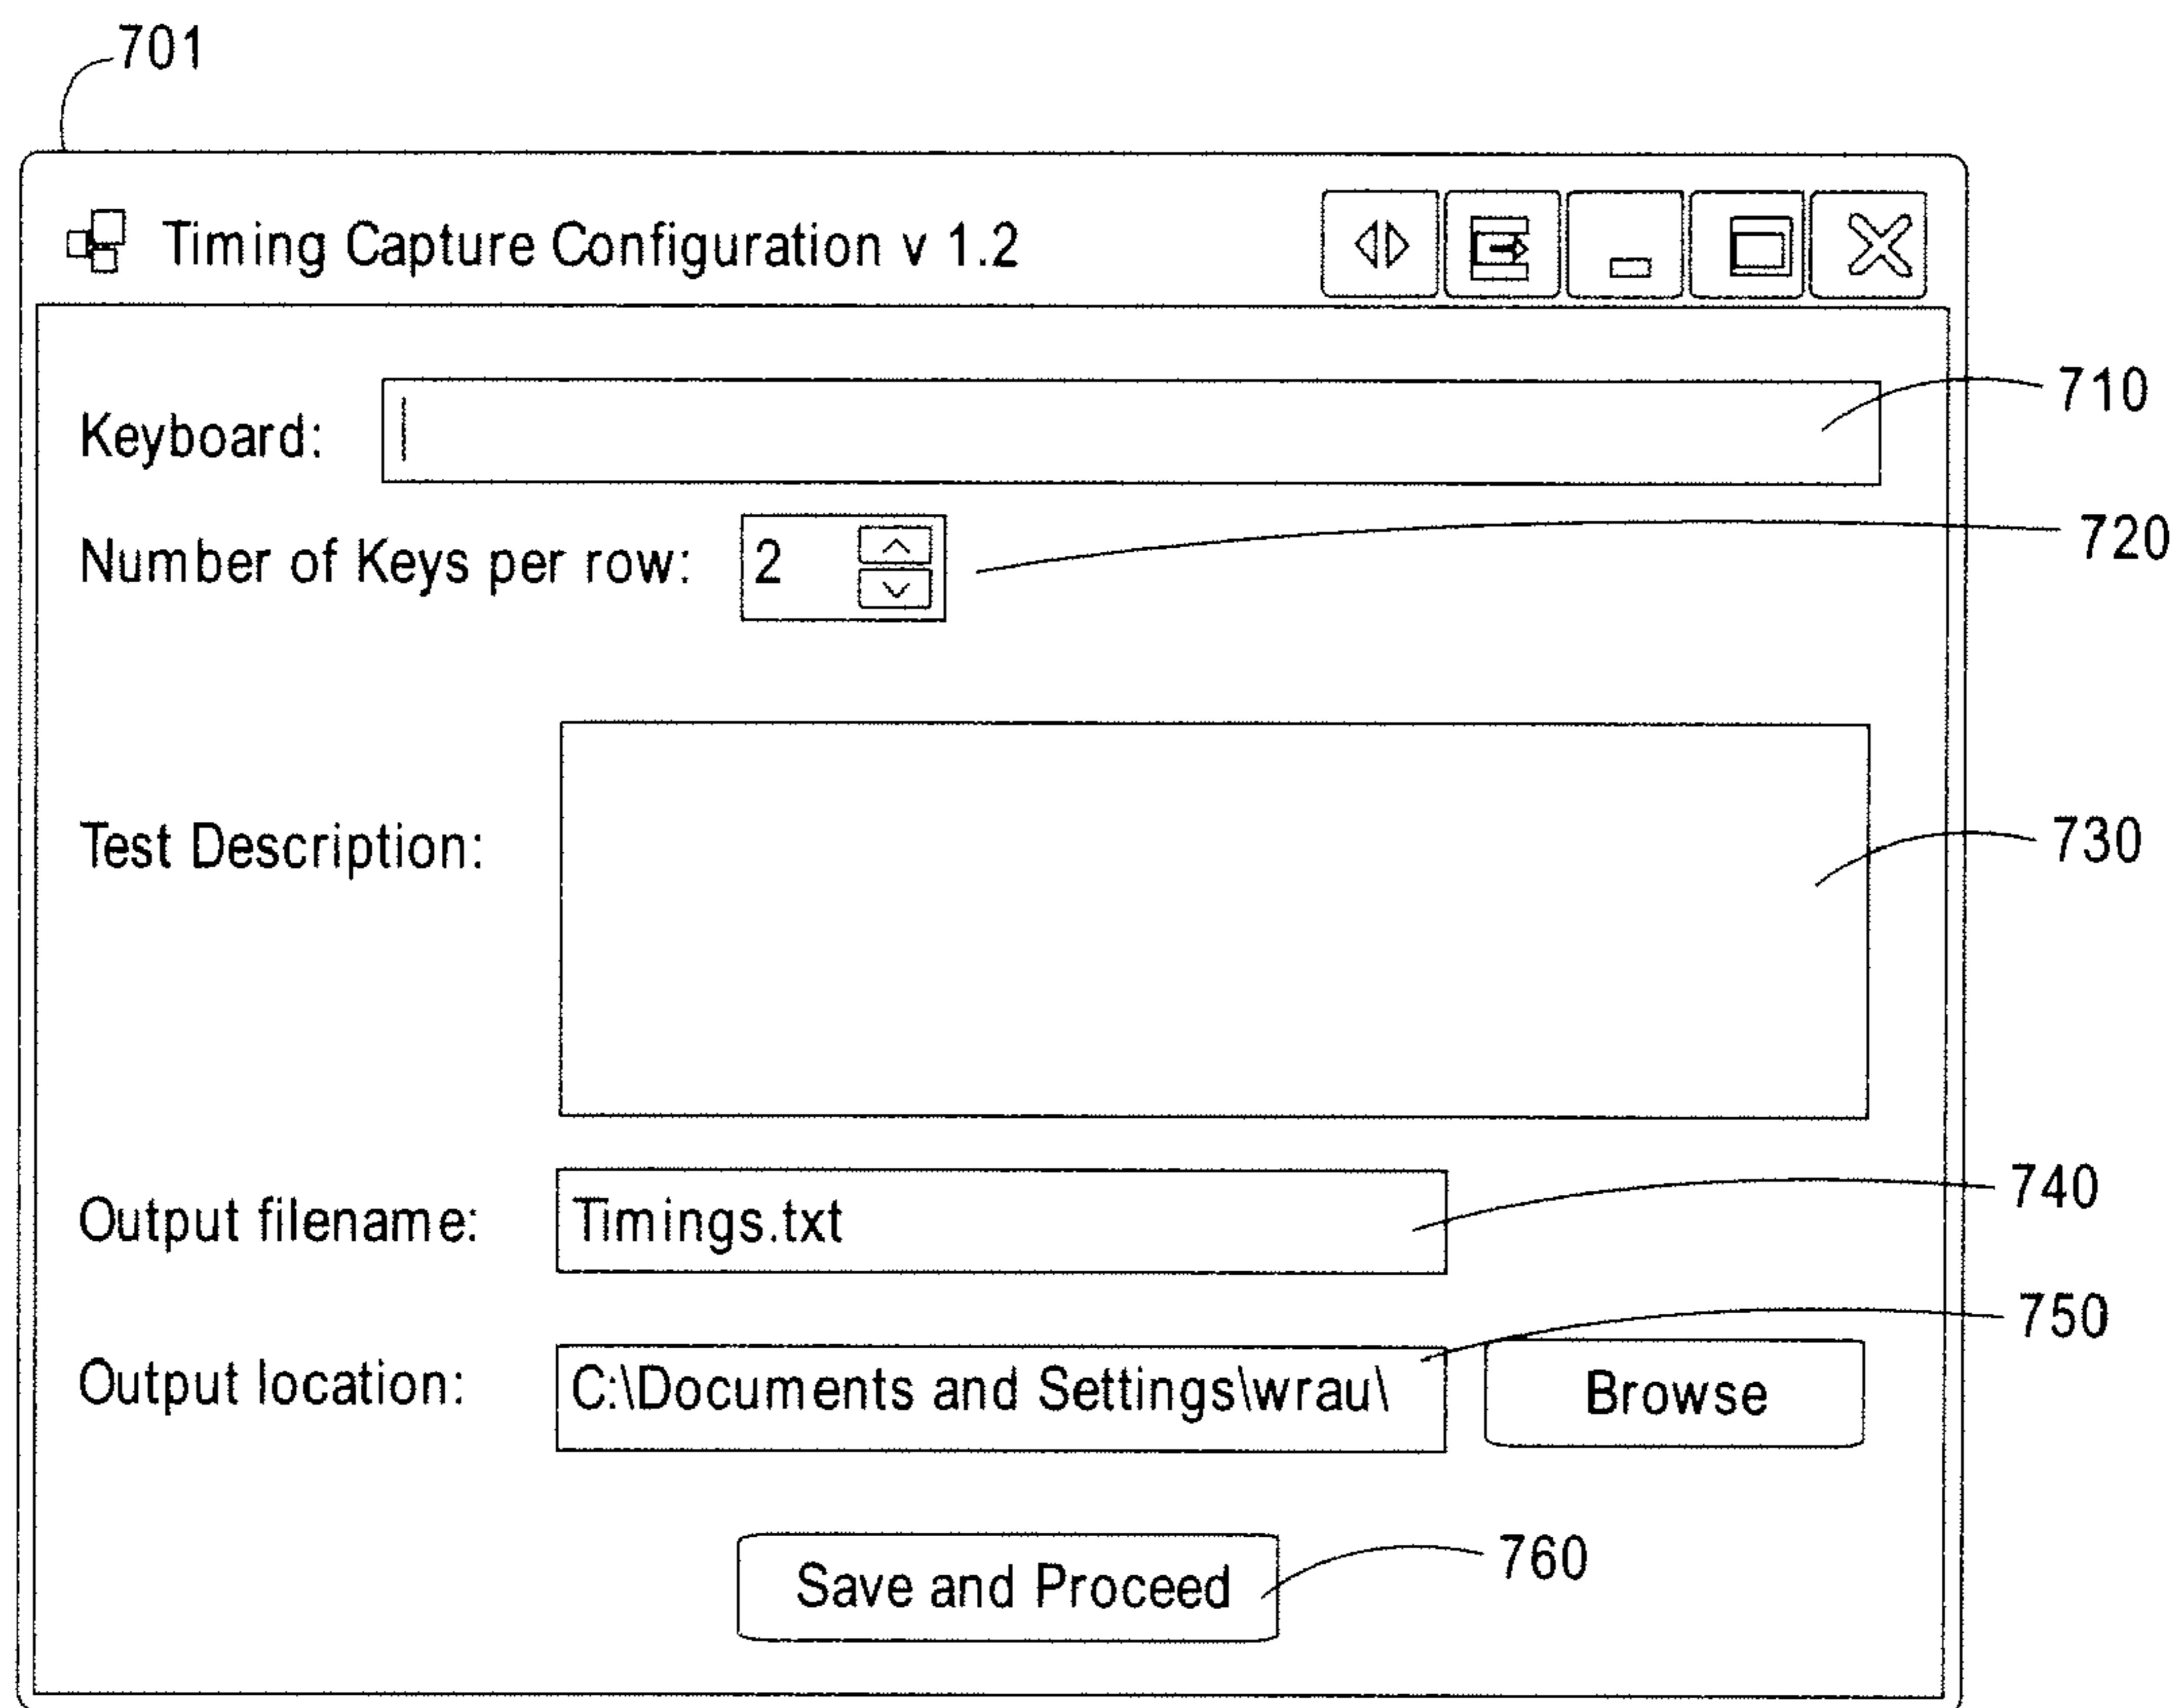 701
Timing Capture Configuration v 1.2
Keyboard:
710
Number of Keys per row: 2
720
Test Description:
730
Output filename: Timings.txt
740
Output location: C:\Documents and Settings\wrau\ Browse
750
Save and Proceed
760